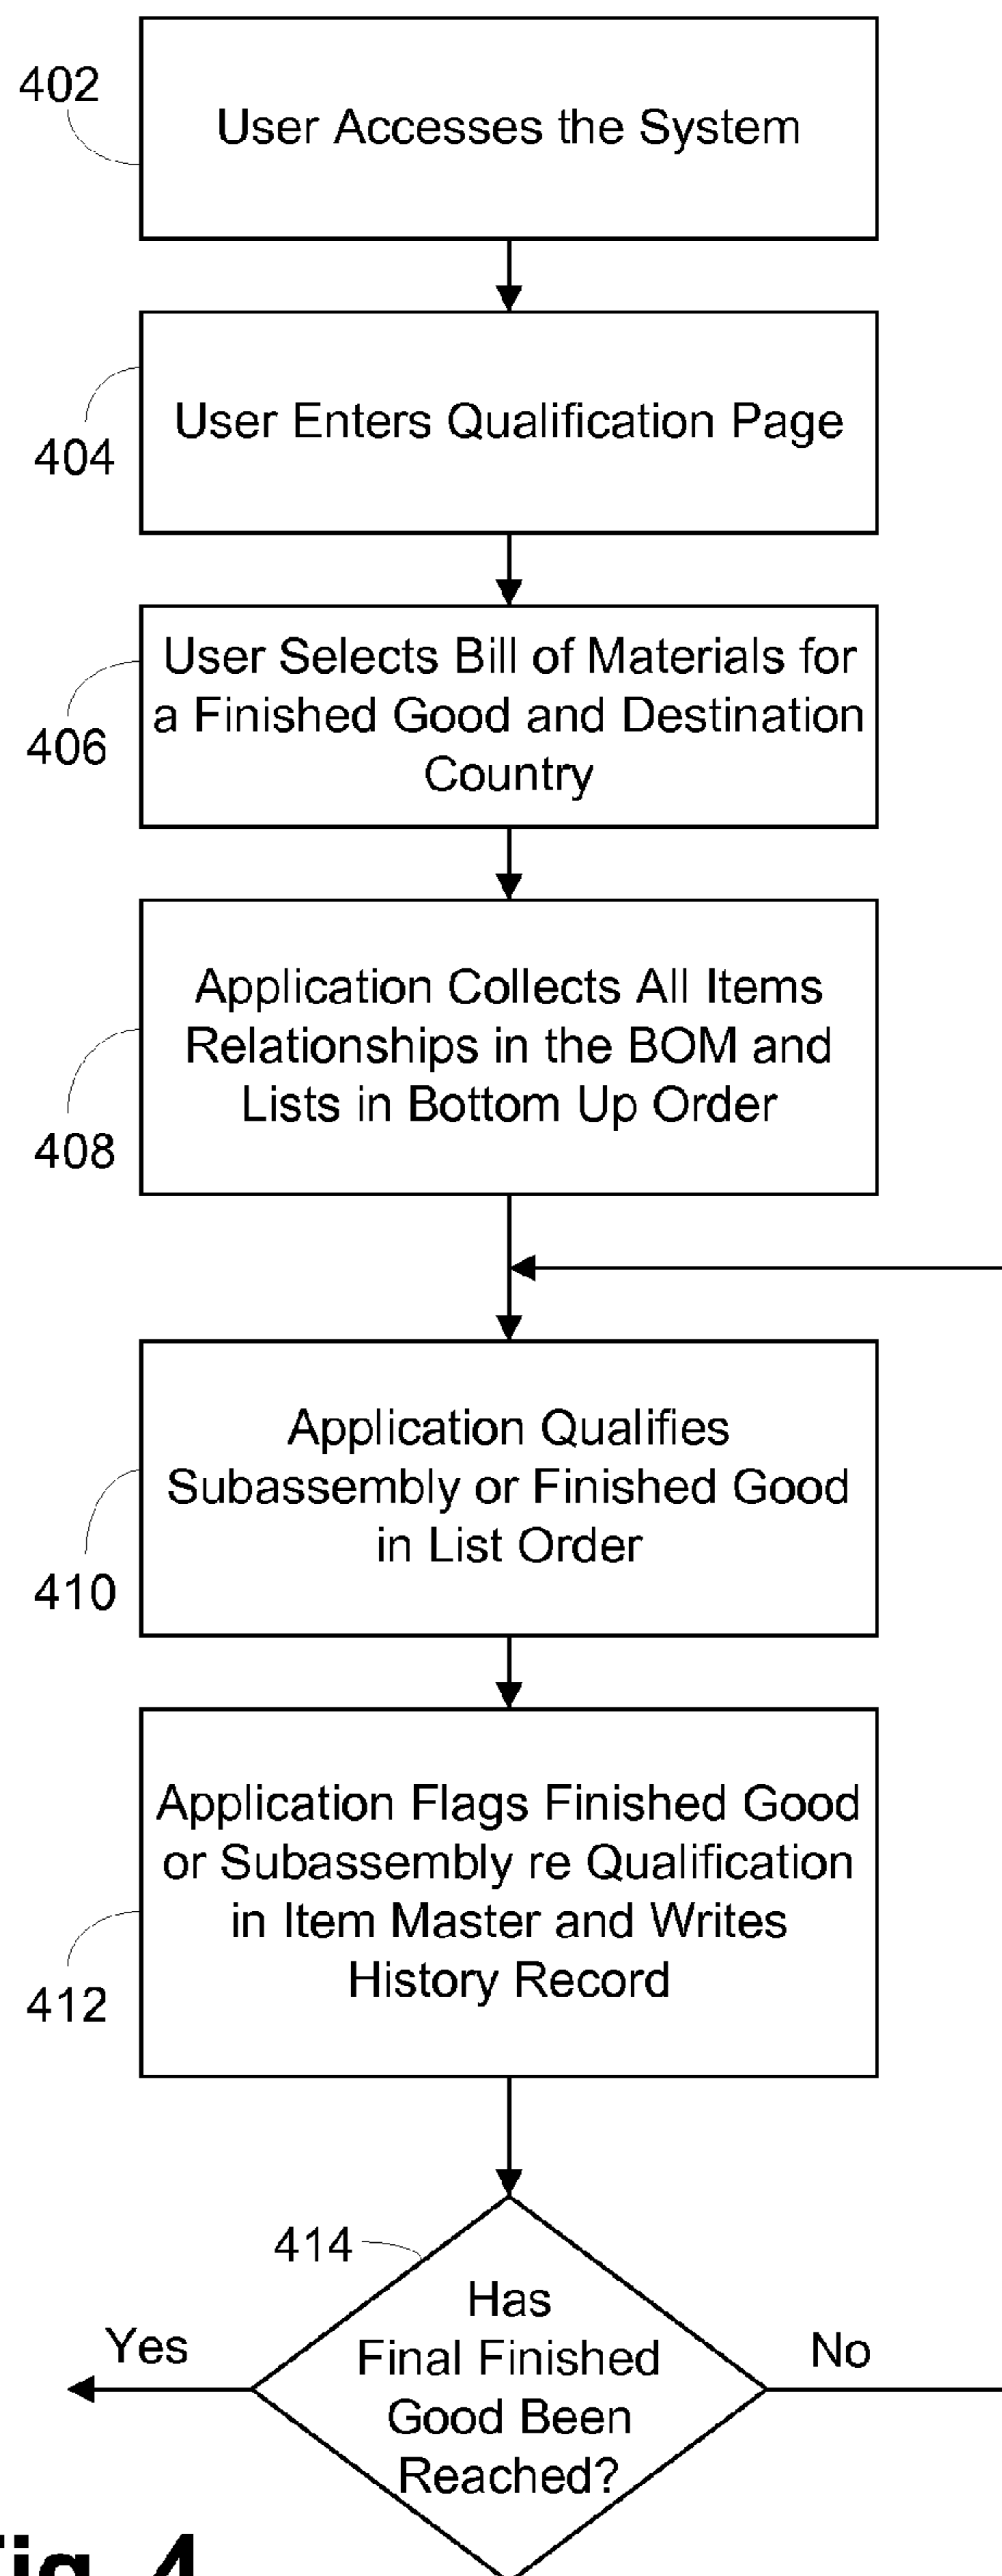 402
User Accesses the System
404
User Enters Qualification Page
406
User Selects Bill of Materials for
a Finished Good and Destination
Country
408
Application Collects All Items
Relationships in the BOM and
Lists in Bottom Up Order
410
Application Qualifies
Subassembly or Finished Good
in List Order
412
Application Flags Finished Good
or Subassembly re Qualification
in Item Master and Writes
History Record
414
Has
Final Finished
Good Been
Reached?
Yes
No
Fig. 4